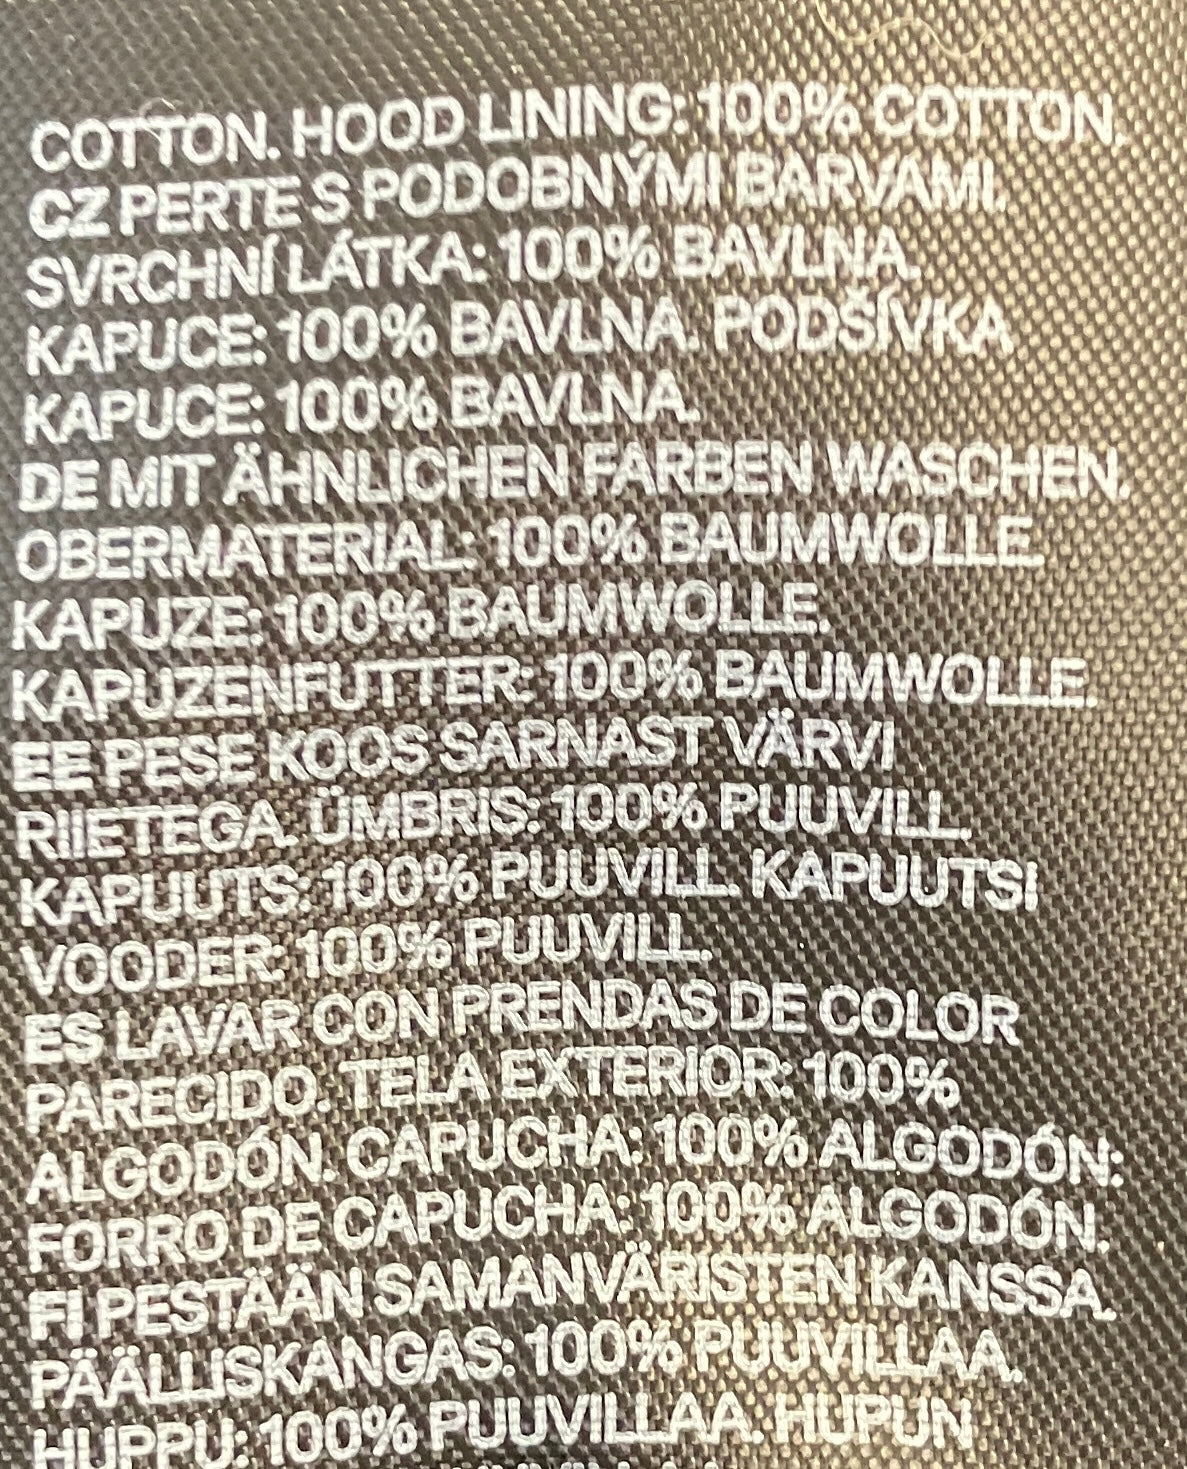 COTTON. HOOD LINING: 100% COTTON.
CZ PERTE S PODOBNÝMI BARVAMI.
SVRCHNÍ LÁTKA: 100% BAVLNA.
KAPUCE: 100% BAVLNA. PODŠÍVKA
KAPUCE: 100% BAVLNA.
DE MIT ÄHNLICHEN FARBEN WASCHEN.
OBERMATERIAL: 100% BAUMWOLLE.
KAPUZE: 100% BAUMWOLLE.
KAPUZENFUTTER: 100% BAUMWOLLE.
EE PESE KOOS SARNAST VÄRVI
RIIETEGA. ÜMBRIS: 100% PUUVILL.
KAPUUTS: 100% PUUVILL. KAPUUTSI
VOODER: 100% PUUVILL.
ES LAVAR CON PRENDAS DE COLOR
PARECIDO. TELA EXTERIOR: 100%
ALGODÓN. CAPUCHA: 100% ALGODÓN.
FORRO DE CAPUCHA: 100% ALGODÓN.
FI PESTÄÄN SAMANVÄRISTEN KANSSA.
PÄÄLLISKANGAS: 100% PUUVILLAA.
HUPPU: 100% PUUVILLAA. HUPUN